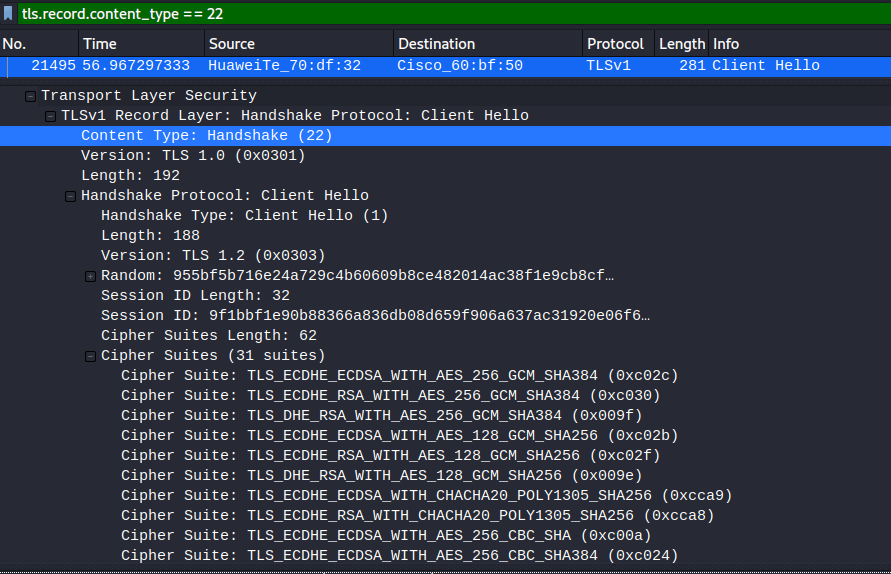 tls.record.content_type == 22
No. Time Source Destination Protocol Length Info
21495 56.967297333 HuaweiTe_70:df:32 Cisco_60:bf:50 TLSv1 281 Client Hello
Transport Layer Security
TLSv1 Record Layer: Handshake Protocol: Client Hello
Content Type: Handshake (22)
Version: TLS 1.0 (0x0301)
Length: 192
Handshake Protocol: Client Hello
Handshake Type: Client Hello (1)
Length: 188
Version: TLS 1.2 (0x0303)
Random: 955bf5b716e24a729c4b60609b8ce482014ac38f1e9cb8cf…
Session ID Length: 32
Session ID: 9f1bbf1e90b88366a836db08d659f906a637ac31920e06f6…
Cipher Suites Length: 62
Cipher Suites (31 suites)
Cipher Suite: TLS_ECDHE_ECDSA_WITH_AES_256_GCM_SHA384 (0xc02c)
Cipher Suite: TLS_ECDHE_RSA_WITH_AES_256_GCM_SHA384 (0xc030)
Cipher Suite: TLS_DHE_RSA_WITH_AES_256_GCM_SHA384 (0x009f)
Cipher Suite: TLS_ECDHE_ECDSA_WITH_AES_128_GCM_SHA256 (0xc02b)
Cipher Suite: TLS_ECDHE_RSA_WITH_AES_128_GCM_SHA256 (0xc02f)
Cipher Suite: TLS_DHE_RSA_WITH_AES_128_GCM_SHA256 (0x009e)
Cipher Suite: TLS_ECDHE_ECDSA_WITH_CHACHA20_POLY1305_SHA256 (0xcca9)
Cipher Suite: TLS_ECDHE_RSA_WITH_CHACHA20_POLY1305_SHA256 (0xcca8)
Cipher Suite: TLS_ECDHE_ECDSA_WITH_AES_256_CBC_SHA (0xc00a)
Cipher Suite: TLS_ECDHE_ECDSA_WITH_AES_256_CBC_SHA384 (0xc024)